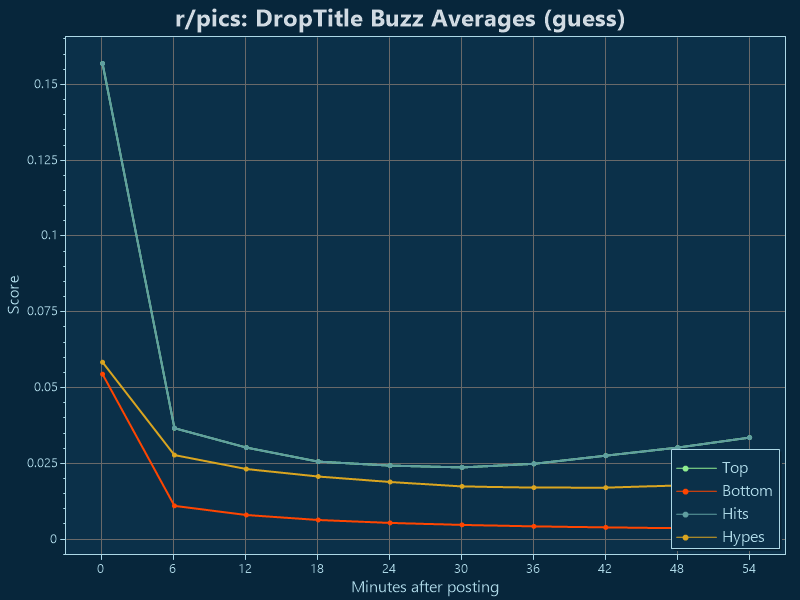 r/pics: DropTitle Buzz Averages (guess)
0.15
0.125
0.1
0.075
0.05
0.025
0
Score
0 6 12 18 24 30 36 42 48 54
Minutes after posting
Top
Bottom
Hits
Hypes